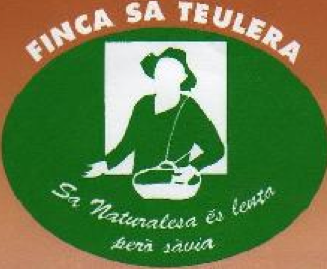 FINCA SA TEULERA
Sa Naturalesa és lenta
però sàvia